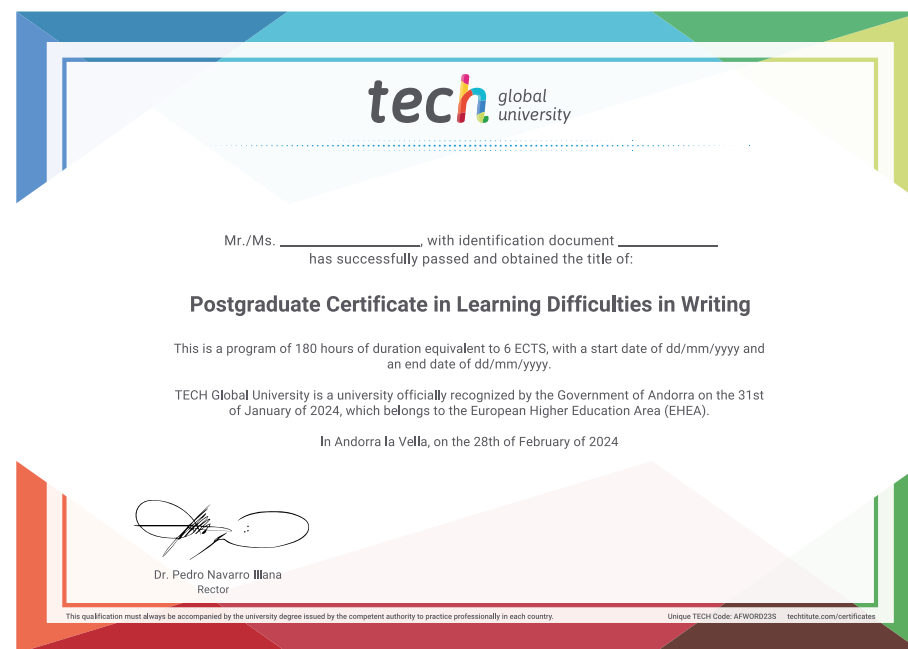 tech global
university
Mr./Ms. ____________, with identification document ____________
has successfully passed and obtained the title of:
Postgraduate Certificate in Learning Difficulties in Writing
This is a program of 180 hours of duration equivalent to 6 ECTS, with a start date of dd/mm/yyyy and
an end date of dd/mm/yyyy.
TECH Global University is a university officially recognized by the Government of Andorra on the 31st
of January of 2024, which belongs to the European Higher Education Area (EHEA).
In Andorra la Vella, on the 28th of February of 2024
Dr. Pedro Navarro Illana
Rector
This qualification must always be accompanied by the university degree issued by the competent authority to practice professionally in each country.
Unique TECH Code: AFWORD23S techtitute.com/certificates